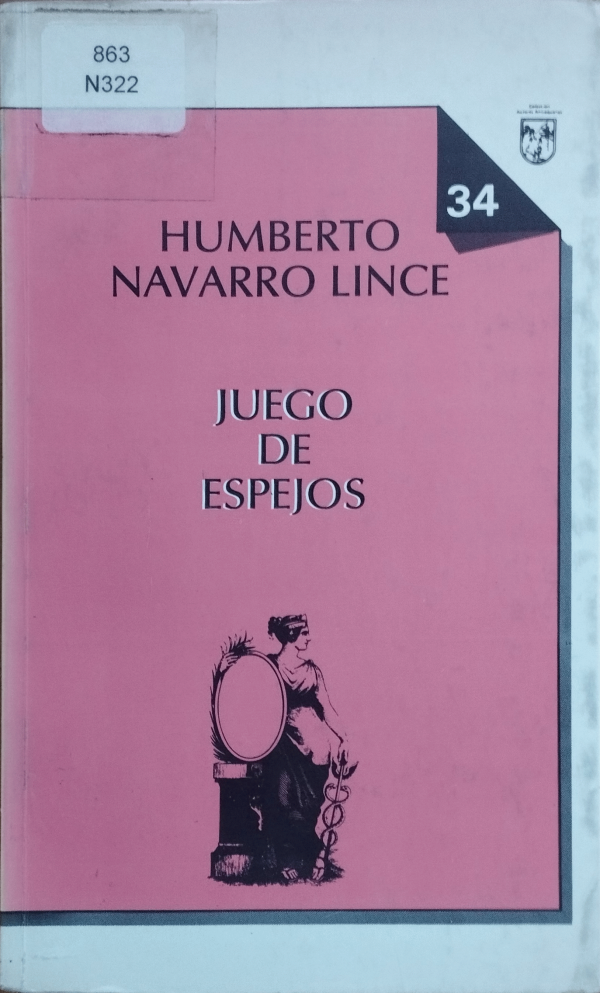 863
N322
34
HUMBERTO
NAVARRO LINCE
JUEGO
DE
ESPEJOS